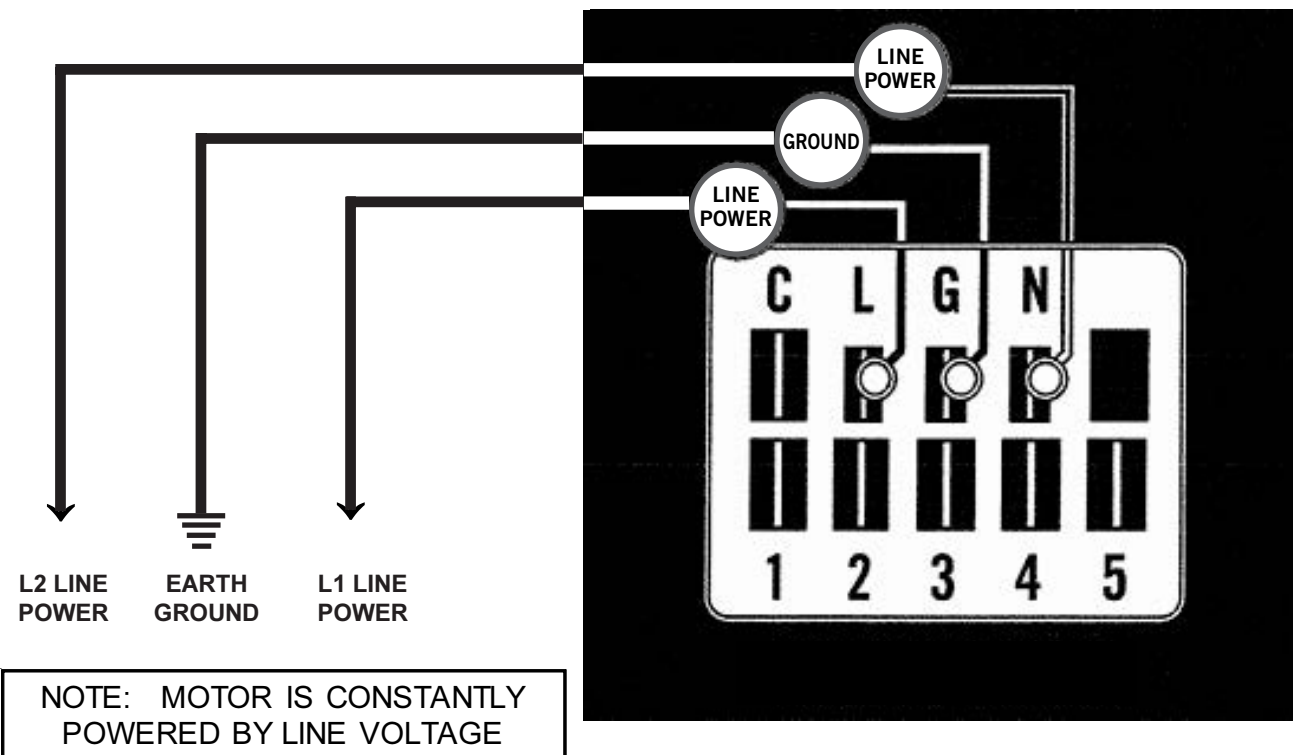 LINE
POWER
GROUND
LINE
POWER
C L G N
1 2 3 4 5
L2 LINE
POWER
EARTH
GROUND
L1 LINE
POWER
NOTE: MOTOR IS CONSTANTLY
POWERED BY LINE VOLTAGE